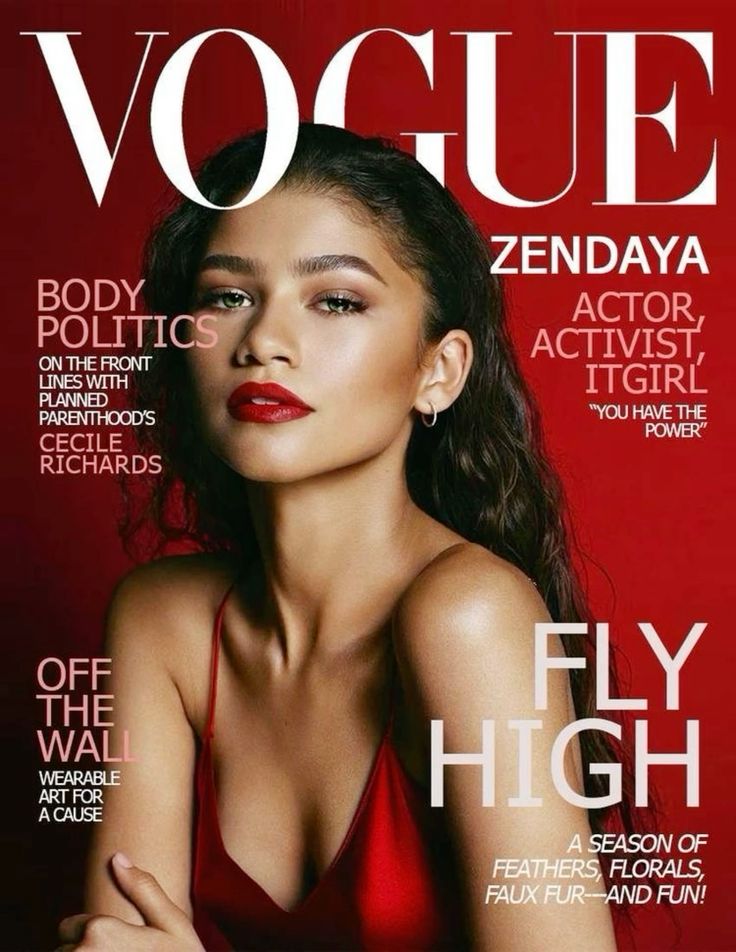 VOGUE
ZENDAYA
ACTOR,
ACTIVIST,
ITGIRL
"YOU HAVE THE
POWER"
BODY
POLITICS
ON THE FRONT
LINES WITH
PLANNED
PARENTHOOD'S
CECILE
RICHARDS
OFF
THE
WALL
WEARABLE
ART FOR
A CAUSE
FLY
HIGH
A SEASON OF
FEATHERS, FLORALS,
FAUX FUR---AND FUN!